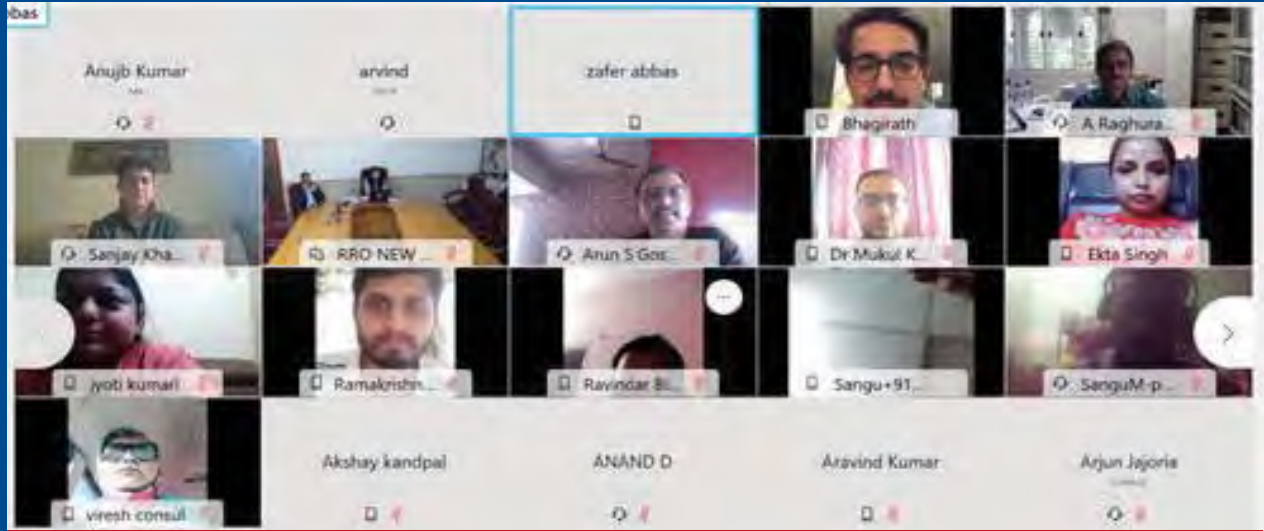 bbas
Anujb Kumar
arvind
zafer abbas
Bhagirath
A Raghura...
Sanjay Kha...
RRO NEW ...
Arun S Gos...
Dr Mukul K...
Ekta Singh
jyoti kumari
Ramakrishn...
Ravindar B...
Sangu+91...
SanguM-p...
viresh consul
Akshay kandpal
ANAND D
Aravind Kumar
Arjun Jajoria